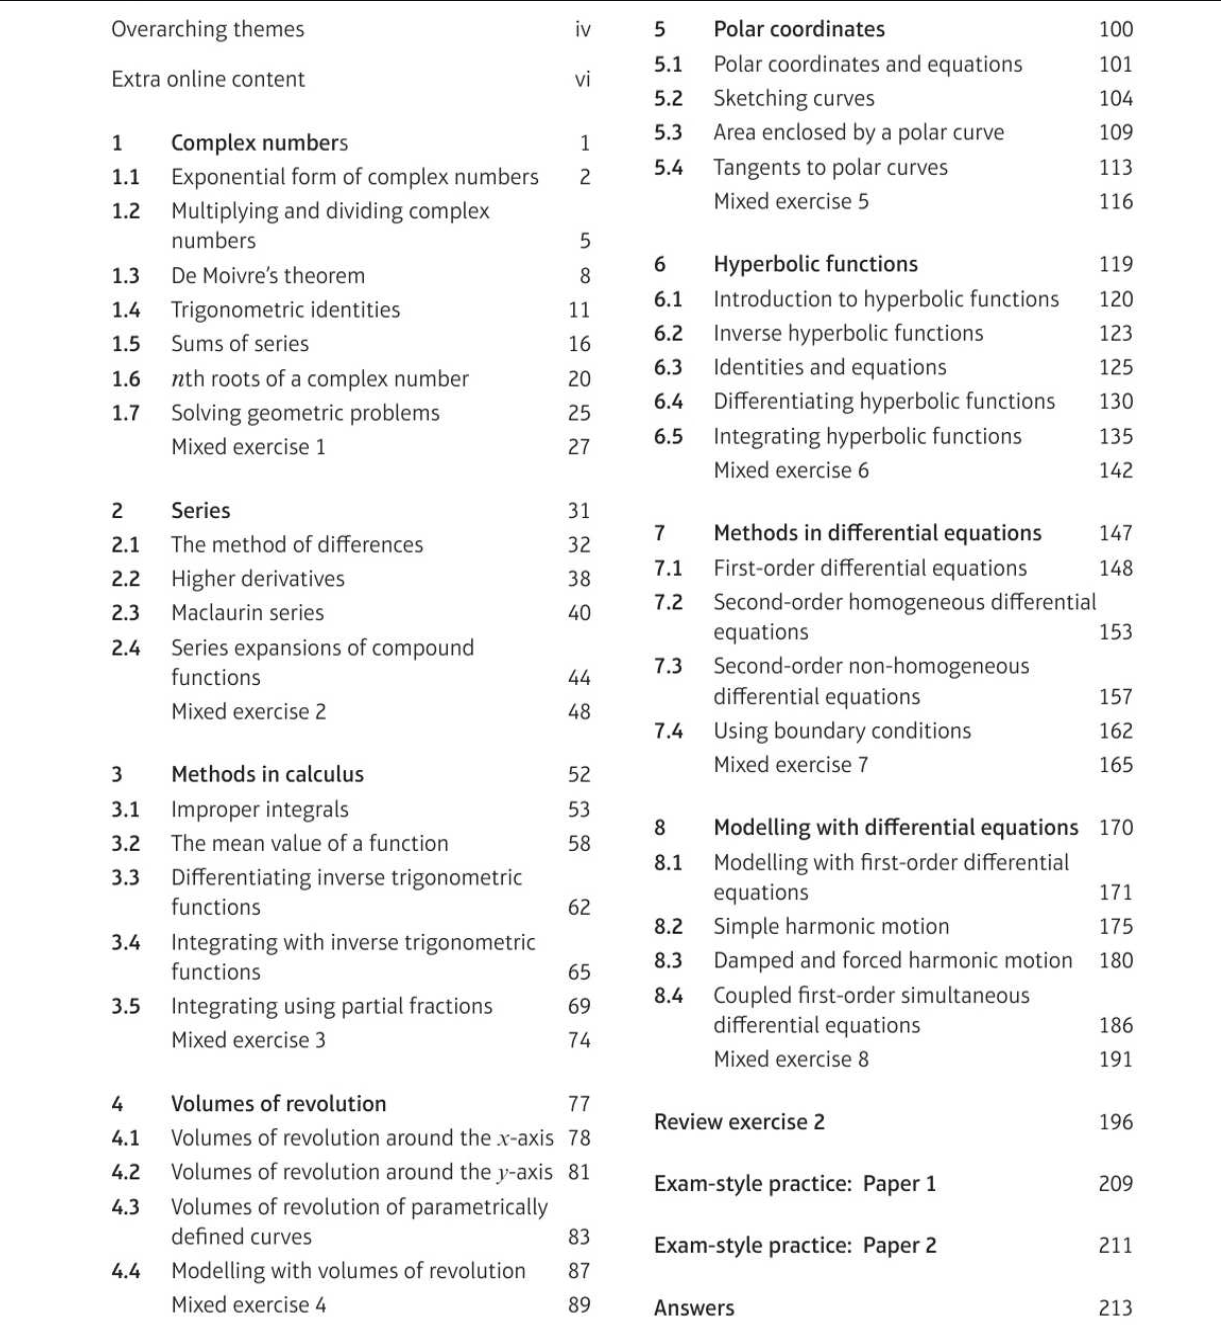 Overarching themes iv
Extra online content vi
1 Complex numbers 1
1.1 Exponential form of complex numbers 2
1.2 Multiplying and dividing complex
numbers 5
1.3 De Moivre's theorem 8
1.4 Trigonometric identities 11
1.5 Sums of series 16
1.6 nth roots of a complex number 20
1.7 Solving geometric problems 25
Mixed exercise 1 27
2 Series 31
2.1 The method of differences 32
2.2 Higher derivatives 38
2.3 Maclaurin series 40
2.4 Series expansions of compound
functions 44
Mixed exercise 2 48
3 Methods in calculus 52
3.1 Improper integrals 53
3.2 The mean value of a function 58
3.3 Differentiating inverse trigonometric
functions 62
3.4 Integrating with inverse trigonometric
functions 65
3.5 Integrating using partial fractions 69
Mixed exercise 3 74
4 Volumes of revolution 77
4.1 Volumes of revolution around the x-axis 78
4.2 Volumes of revolution around the y-axis 81
4.3 Volumes of revolution of parametrically
defined curves 83
4.4 Modelling with volumes of revolution 87
Mixed exercise 4 89
5 Polar coordinates 100
5.1 Polar coordinates and equations 101
5.2 Sketching curves 104
5.3 Area enclosed by a polar curve 109
5.4 Tangents to polar curves 113
Mixed exercise 5 116
6 Hyperbolic functions 119
6.1 Introduction to hyperbolic functions 120
6.2 Inverse hyperbolic functions 123
6.3 Identities and equations 125
6.4 Differentiating hyperbolic functions 130
6.5 Integrating hyperbolic functions 135
Mixed exercise 6 142
7 Methods in differential equations 147
7.1 First-order differential equations 148
7.2 Second-order homogeneous differential
equations 153
7.3 Second-order non-homogeneous
differential equations 157
7.4 Using boundary conditions 162
Mixed exercise 7 165
8 Modelling with differential equations 170
8.1 Modelling with first-order differential
equations 171
8.2 Simple harmonic motion 175
8.3 Damped and forced harmonic motion 180
8.4 Coupled first-order simultaneous
differential equations 186
Mixed exercise 8 191
Review exercise 2 196
Exam-style practice: Paper 1 209
Exam-style practice: Paper 2 211
Answers 213